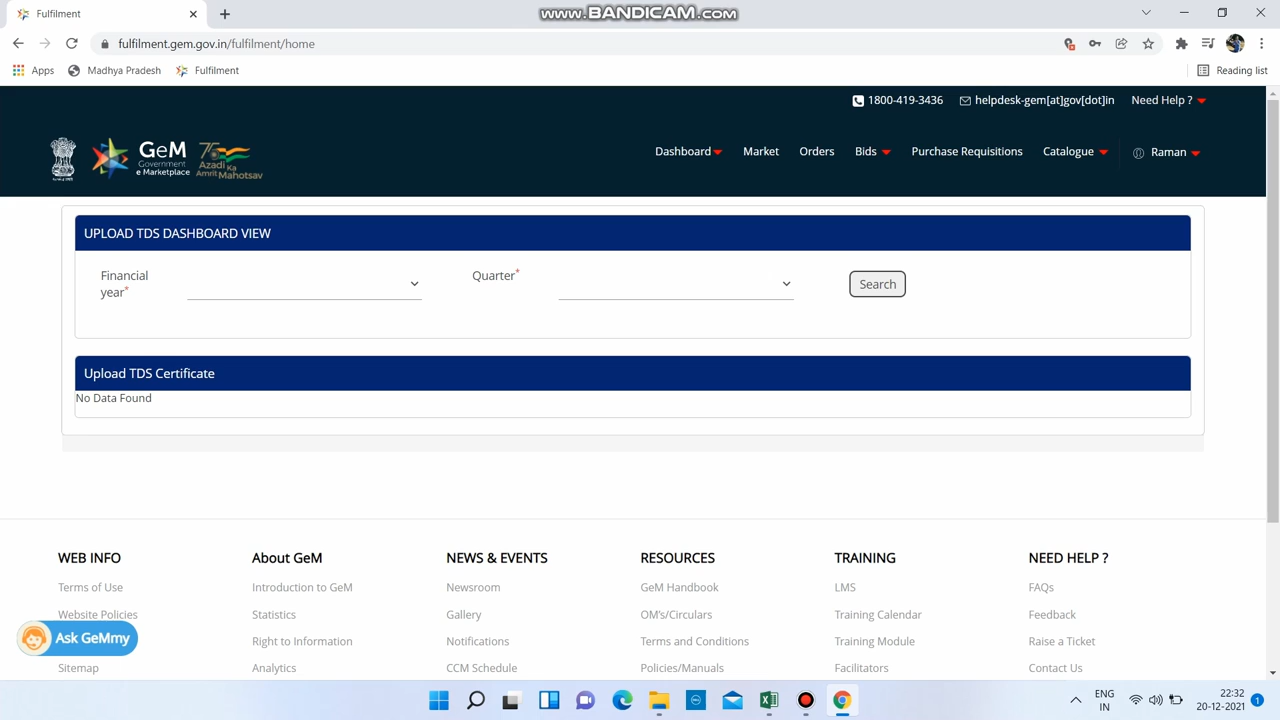 Fulfilment
www.BANDICAM.com
fulfilment.gem.gov.in/fulfilment/home
Apps
Madhya Pradesh
Fulfilment
Reading list
1800-419-3436
helpdesk-gem[at]gov[dot]in
Need Help ?
GeM
Government
e Marketplace
75
Azadi Ka
Amrit Mahotsav
Dashboard
Market
Orders
Bids
Purchase Requisitions
Catalogue
Raman
UPLOAD TDS DASHBOARD VIEW
Financial
year*
Quarter*
Search
Upload TDS Certificate
No Data Found
WEB INFO
About GeM
NEWS & EVENTS
RESOURCES
TRAINING
NEED HELP ?
Terms of Use
Introduction to GeM
Newsroom
GeM Handbook
LMS
FAQs
Website Policies
Statistics
Gallery
OM's/Circulars
Training Calendar
Feedback
Ask GeMmy
Right to Information
Notifications
Terms and Conditions
Training Module
Raise a Ticket
Sitemap
Analytics
CCM Schedule
Policies/Manuals
Facilitators
Contact Us
ENG
IN
22:32
20-12-2021
1